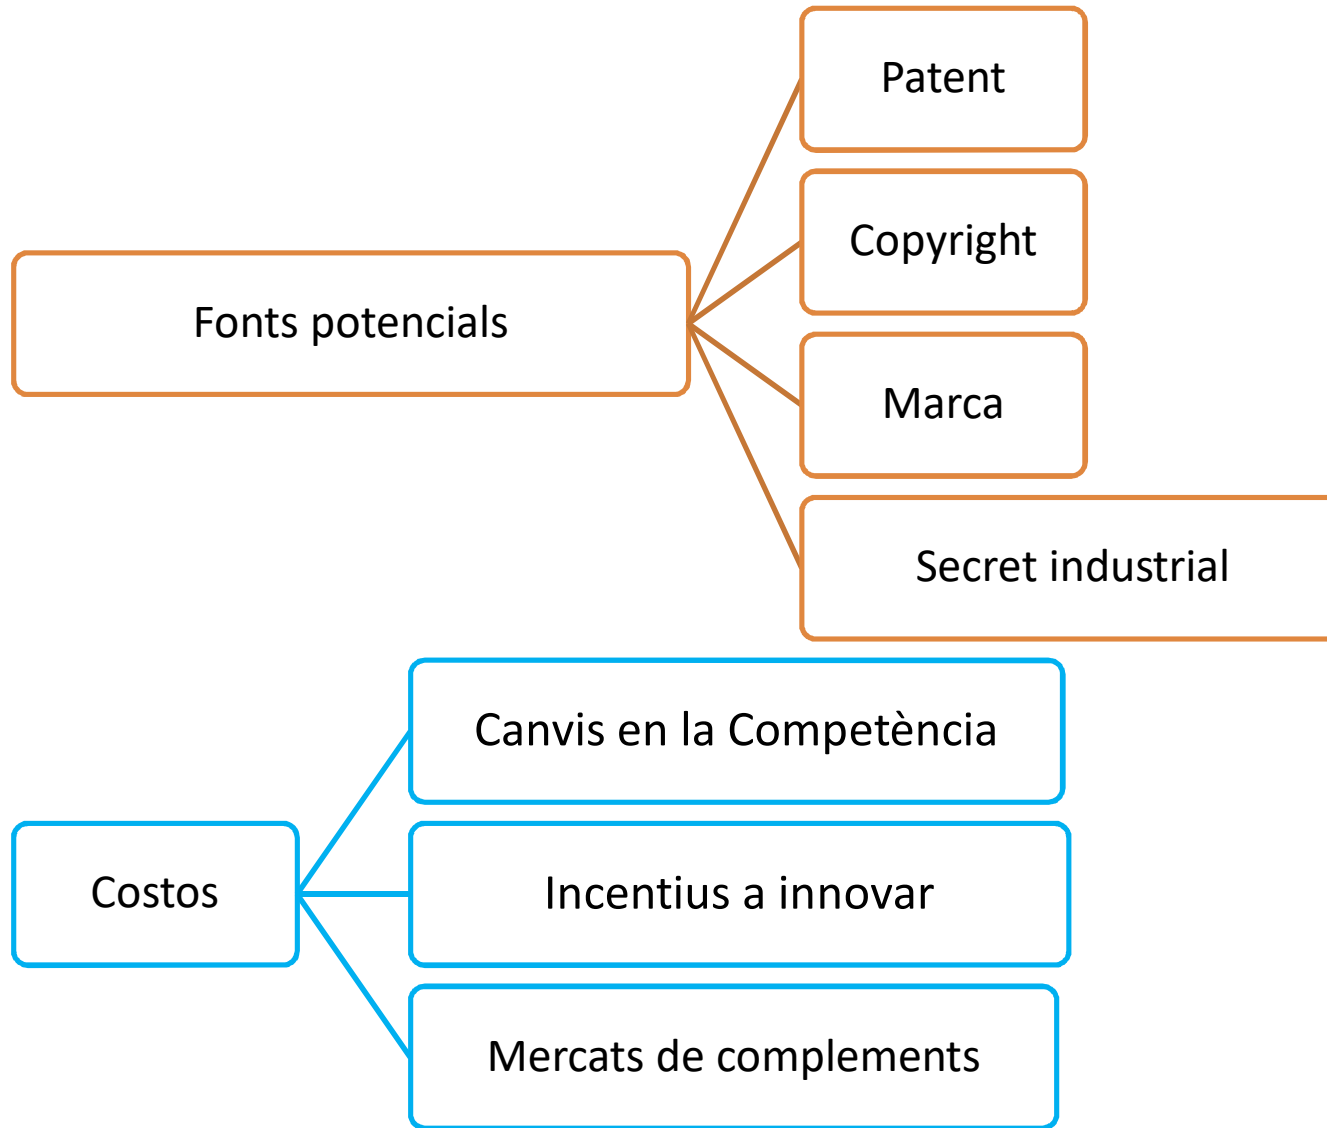 Fonts potencials
Patent
Copyright
Marca
Secret industrial
Costos
Canvis en la Competència
Incentius a innovar
Mercats de complements